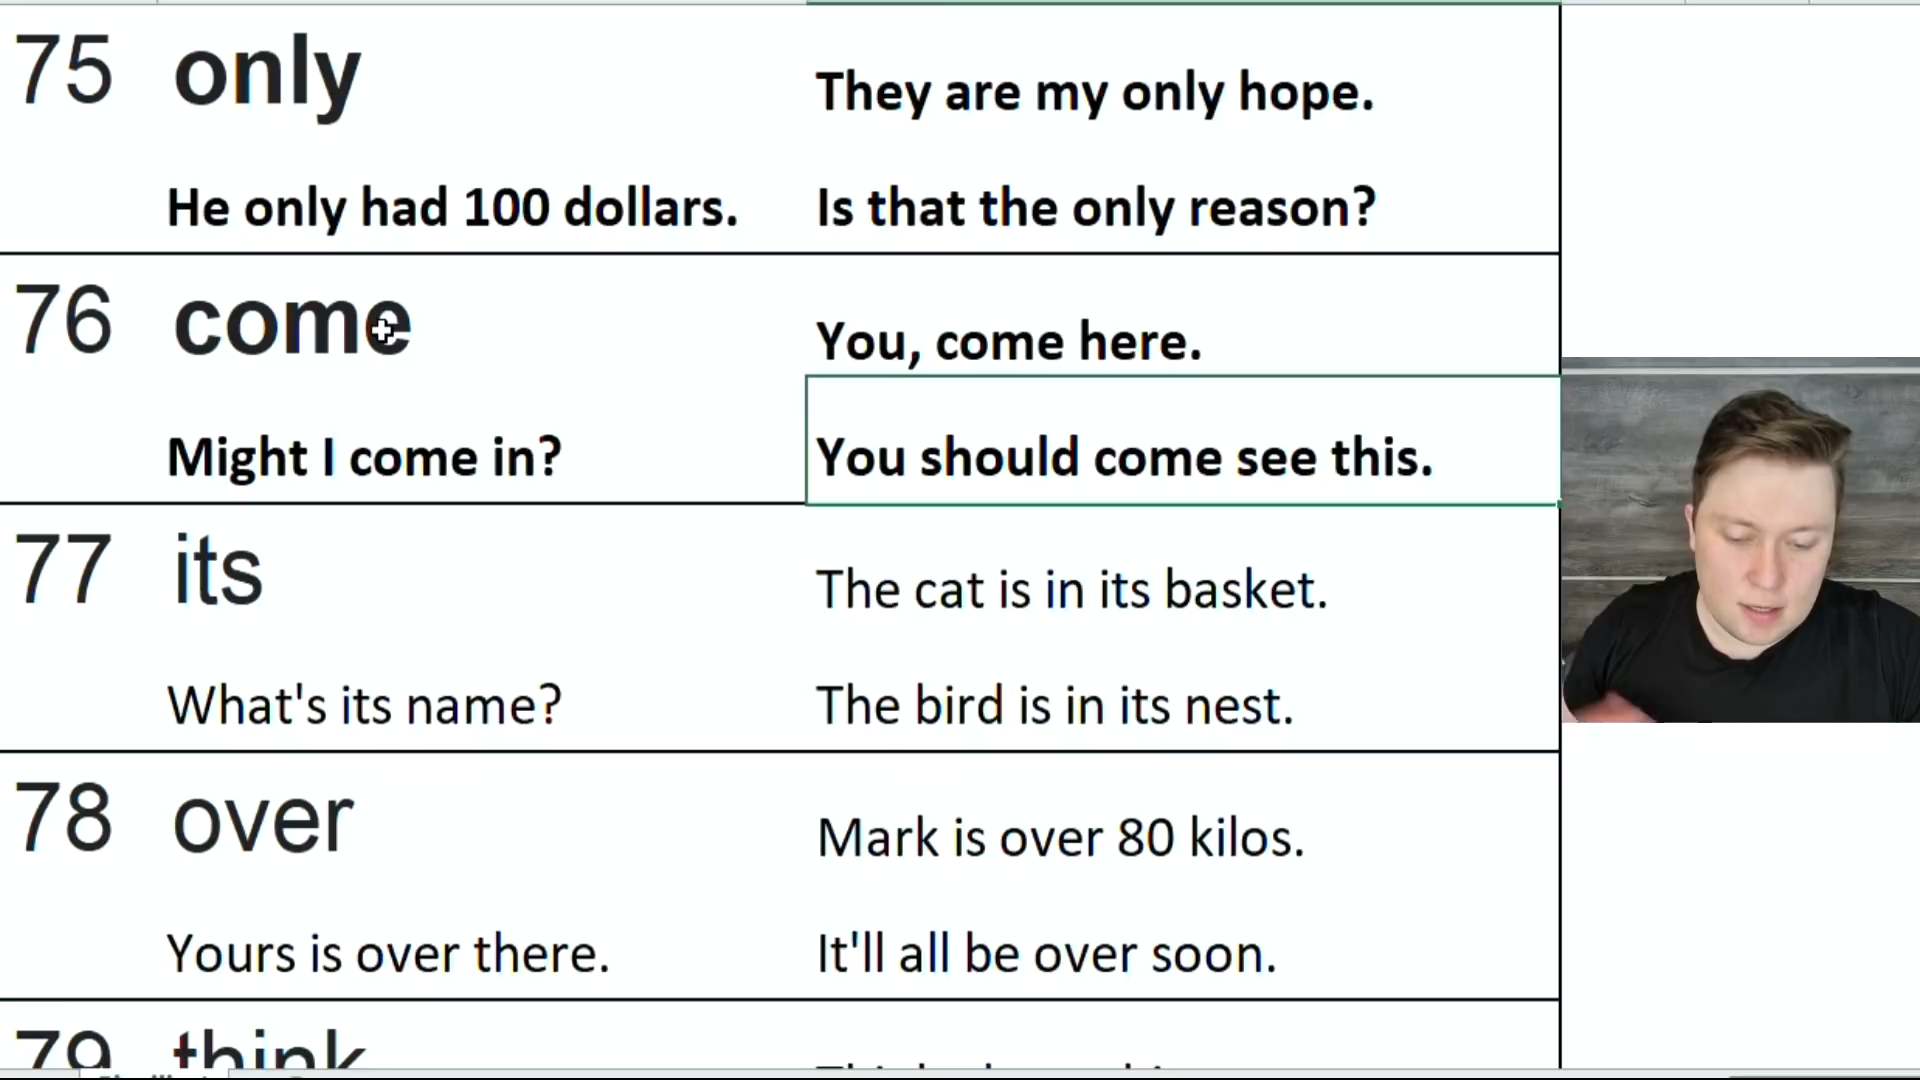 75 only They are my only hope.
He only had 100 dollars. Is that the only reason?
76 come You, come here.
Might I come in? You should come see this.
77 its The cat is in its basket.
What's its name? The bird is in its nest.
78 over Mark is over 80 kilos.
Yours is over there. It'll all be over soon.
79 think